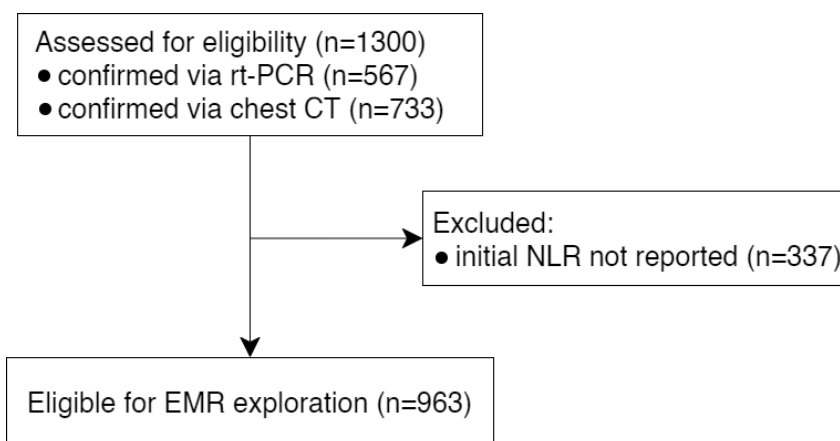 Assessed for eligibility (n=1300)
● confirmed via rt-PCR (n=567)
● confirmed via chest CT (n=733)
Excluded:
● initial NLR not reported (n=337)
Eligible for EMR exploration (n=963)